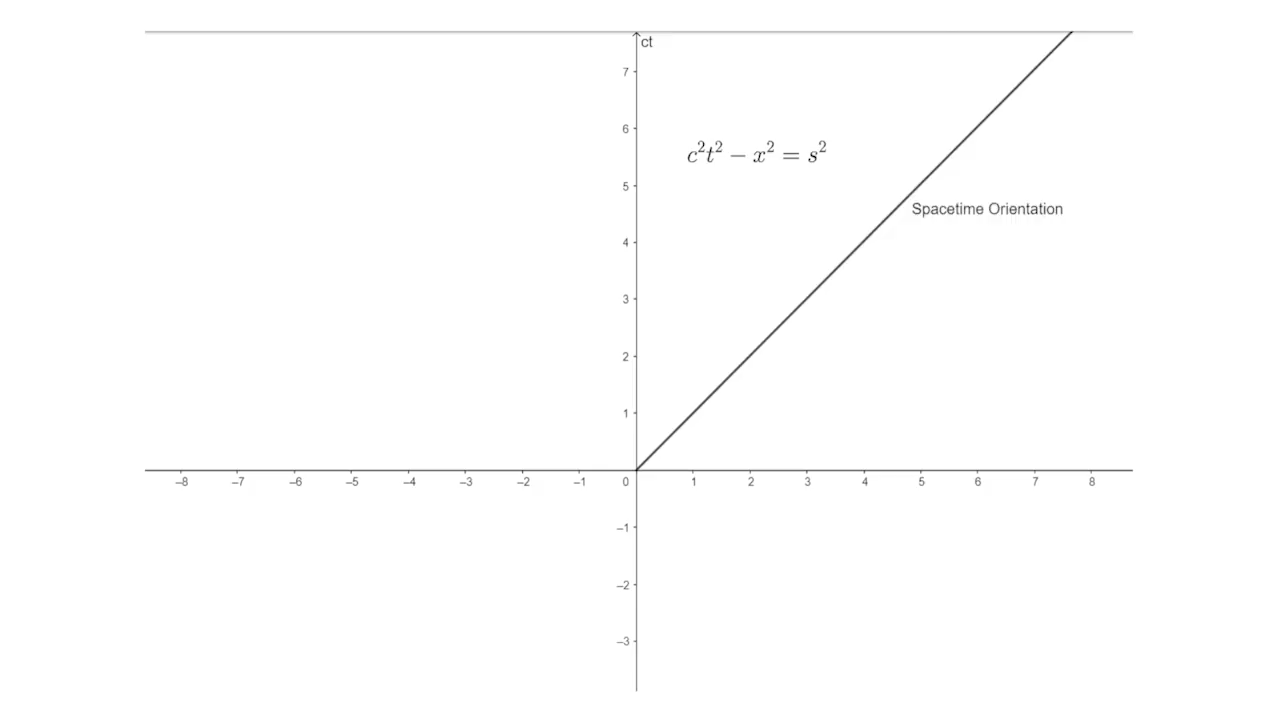 ct
7
6
c²t² − x² = s²
5
Spacetime Orientation
4
3
2
1
–8 –7 –6 –5 –4 –3 –2 –1 0 1 2 3 4 5 6 7 8
–1
–2
–3